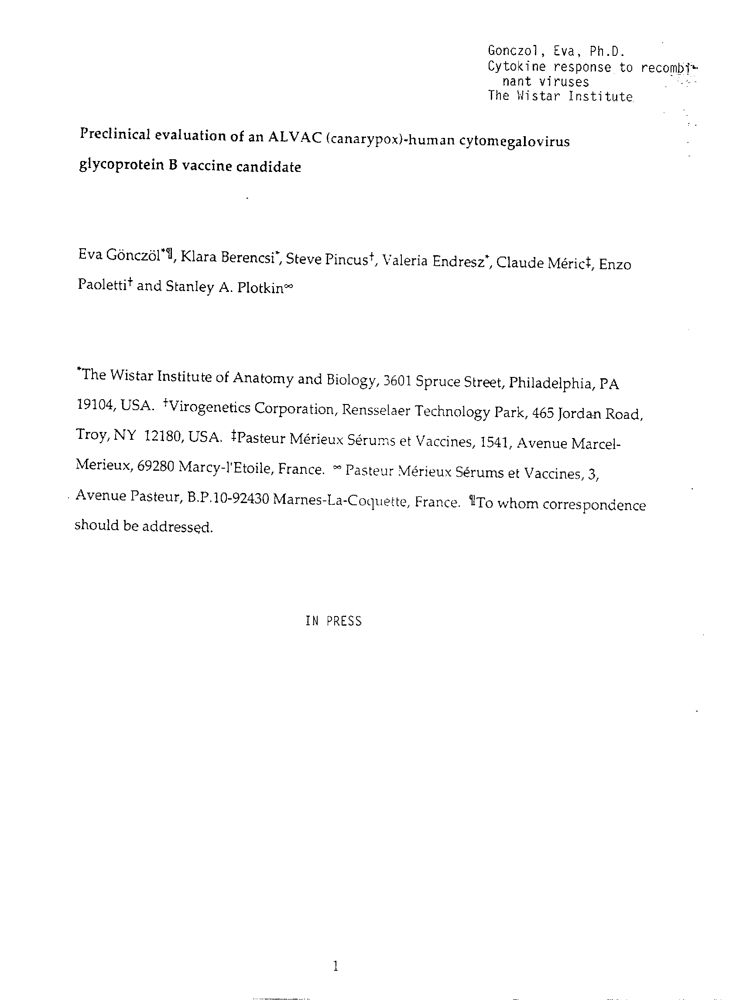 Gonczol, Eva, Ph.D.
Cytokine response to recombi-
nant viruses
The Wistar Institute
Preclinical evaluation of an ALVAC (canarypox)-human cytomegalovirus
glycoprotein B vaccine candidate
Eva Gönczöl*¶, Klara Berencsi*, Steve Pincus†, Valeria Endresz*, Claude Méric‡, Enzo
Paoletti† and Stanley A. Plotkin∞
*The Wistar Institute of Anatomy and Biology, 3601 Spruce Street, Philadelphia, PA
19104, USA. †Virogenetics Corporation, Rensselaer Technology Park, 465 Jordan Road,
Troy, NY 12180, USA. ‡Pasteur Mérieux Sérums et Vaccines, 1541, Avenue Marcel-
Merieux, 69280 Marcy-l'Etoile, France. ∞ Pasteur Mérieux Sérums et Vaccines, 3,
Avenue Pasteur, B.P.10-92430 Marnes-La-Coquette, France. ¶To whom correspondence
should be addressed.
IN PRESS
1